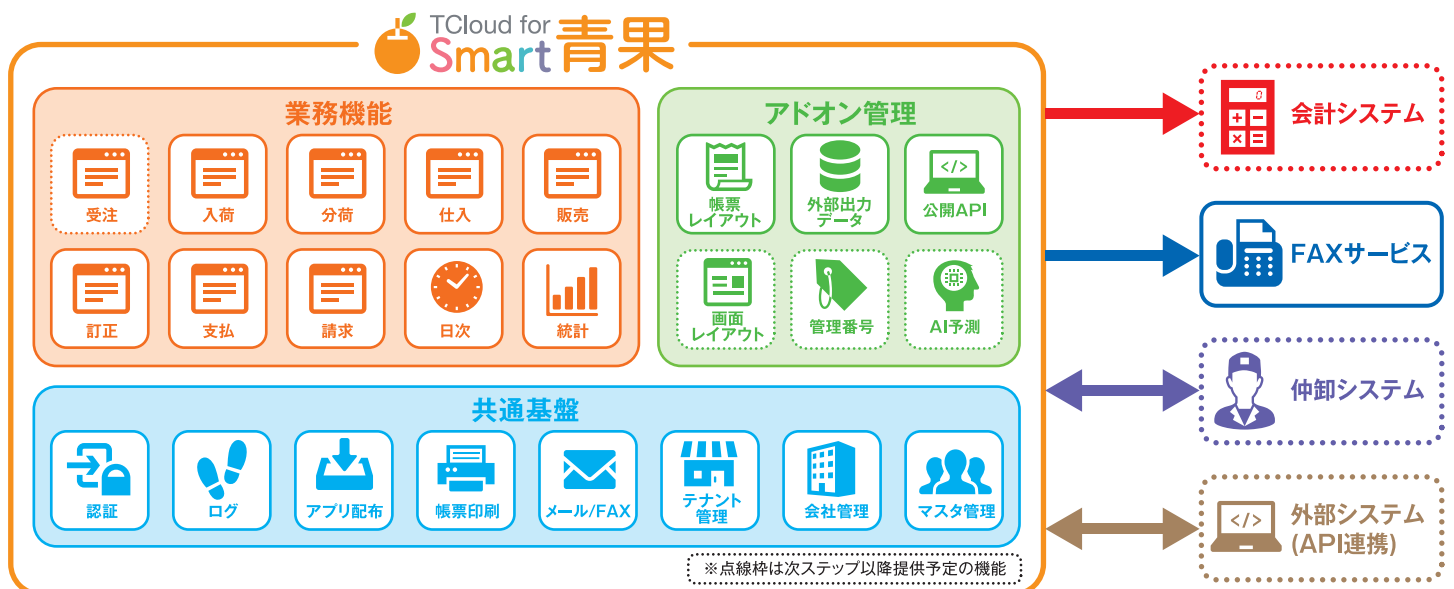 TCloud for
Smart青果
業務機能
受注
入荷
分荷
仕入
販売
訂正
支払
請求
日次
統計
アドオン管理
帳票
レイアウト
外部出力
データ
</>
公開API
画面
レイアウト
管理番号
AI予測
共通基盤
認証
ログ
アプリ配布
帳票印刷
メール/FAX
テナント
管理
会社管理
マスタ管理
※点線枠は次ステップ以降提供予定の機能
0
会計システム
FAXサービス
仲卸システム
</>
外部システム
(API連携)